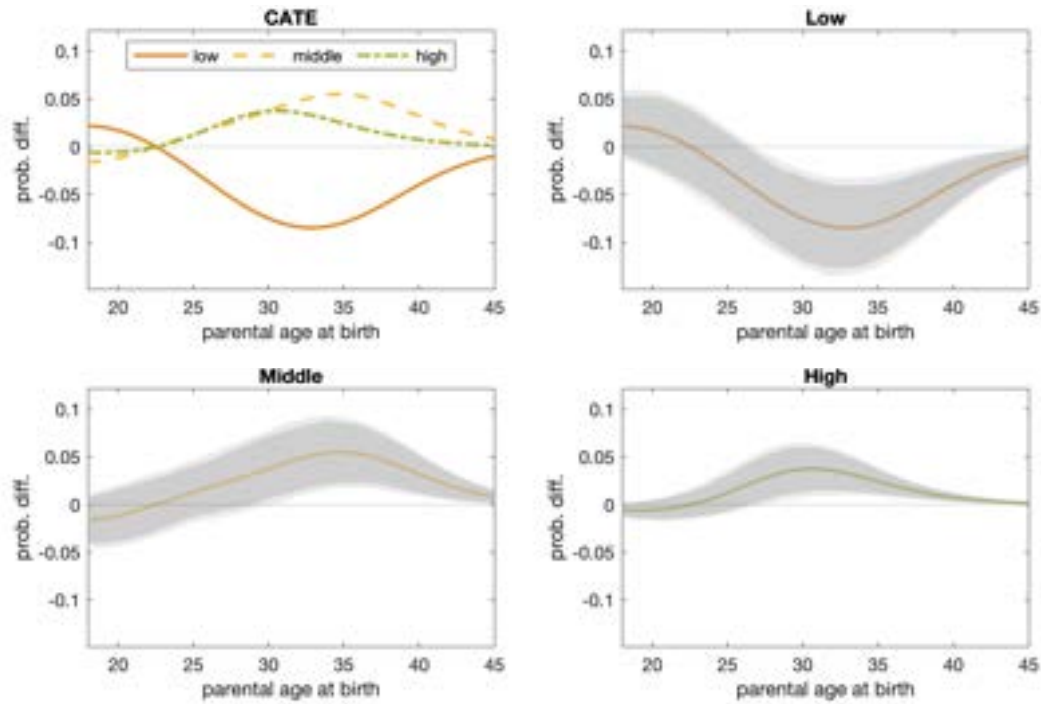 CATE
0.1
low middle high
0.05
0
-0.05
-0.1
prob. diff.
20 25 30 35 40 45
parental age at birth
Low
0.1
0.05
0
-0.05
-0.1
prob. diff.
20 25 30 35 40 45
parental age at birth
Middle
0.1
0.05
0
-0.05
-0.1
prob. diff.
20 25 30 35 40 45
parental age at birth
High
0.1
0.05
0
-0.05
-0.1
prob. diff.
20 25 30 35 40 45
parental age at birth